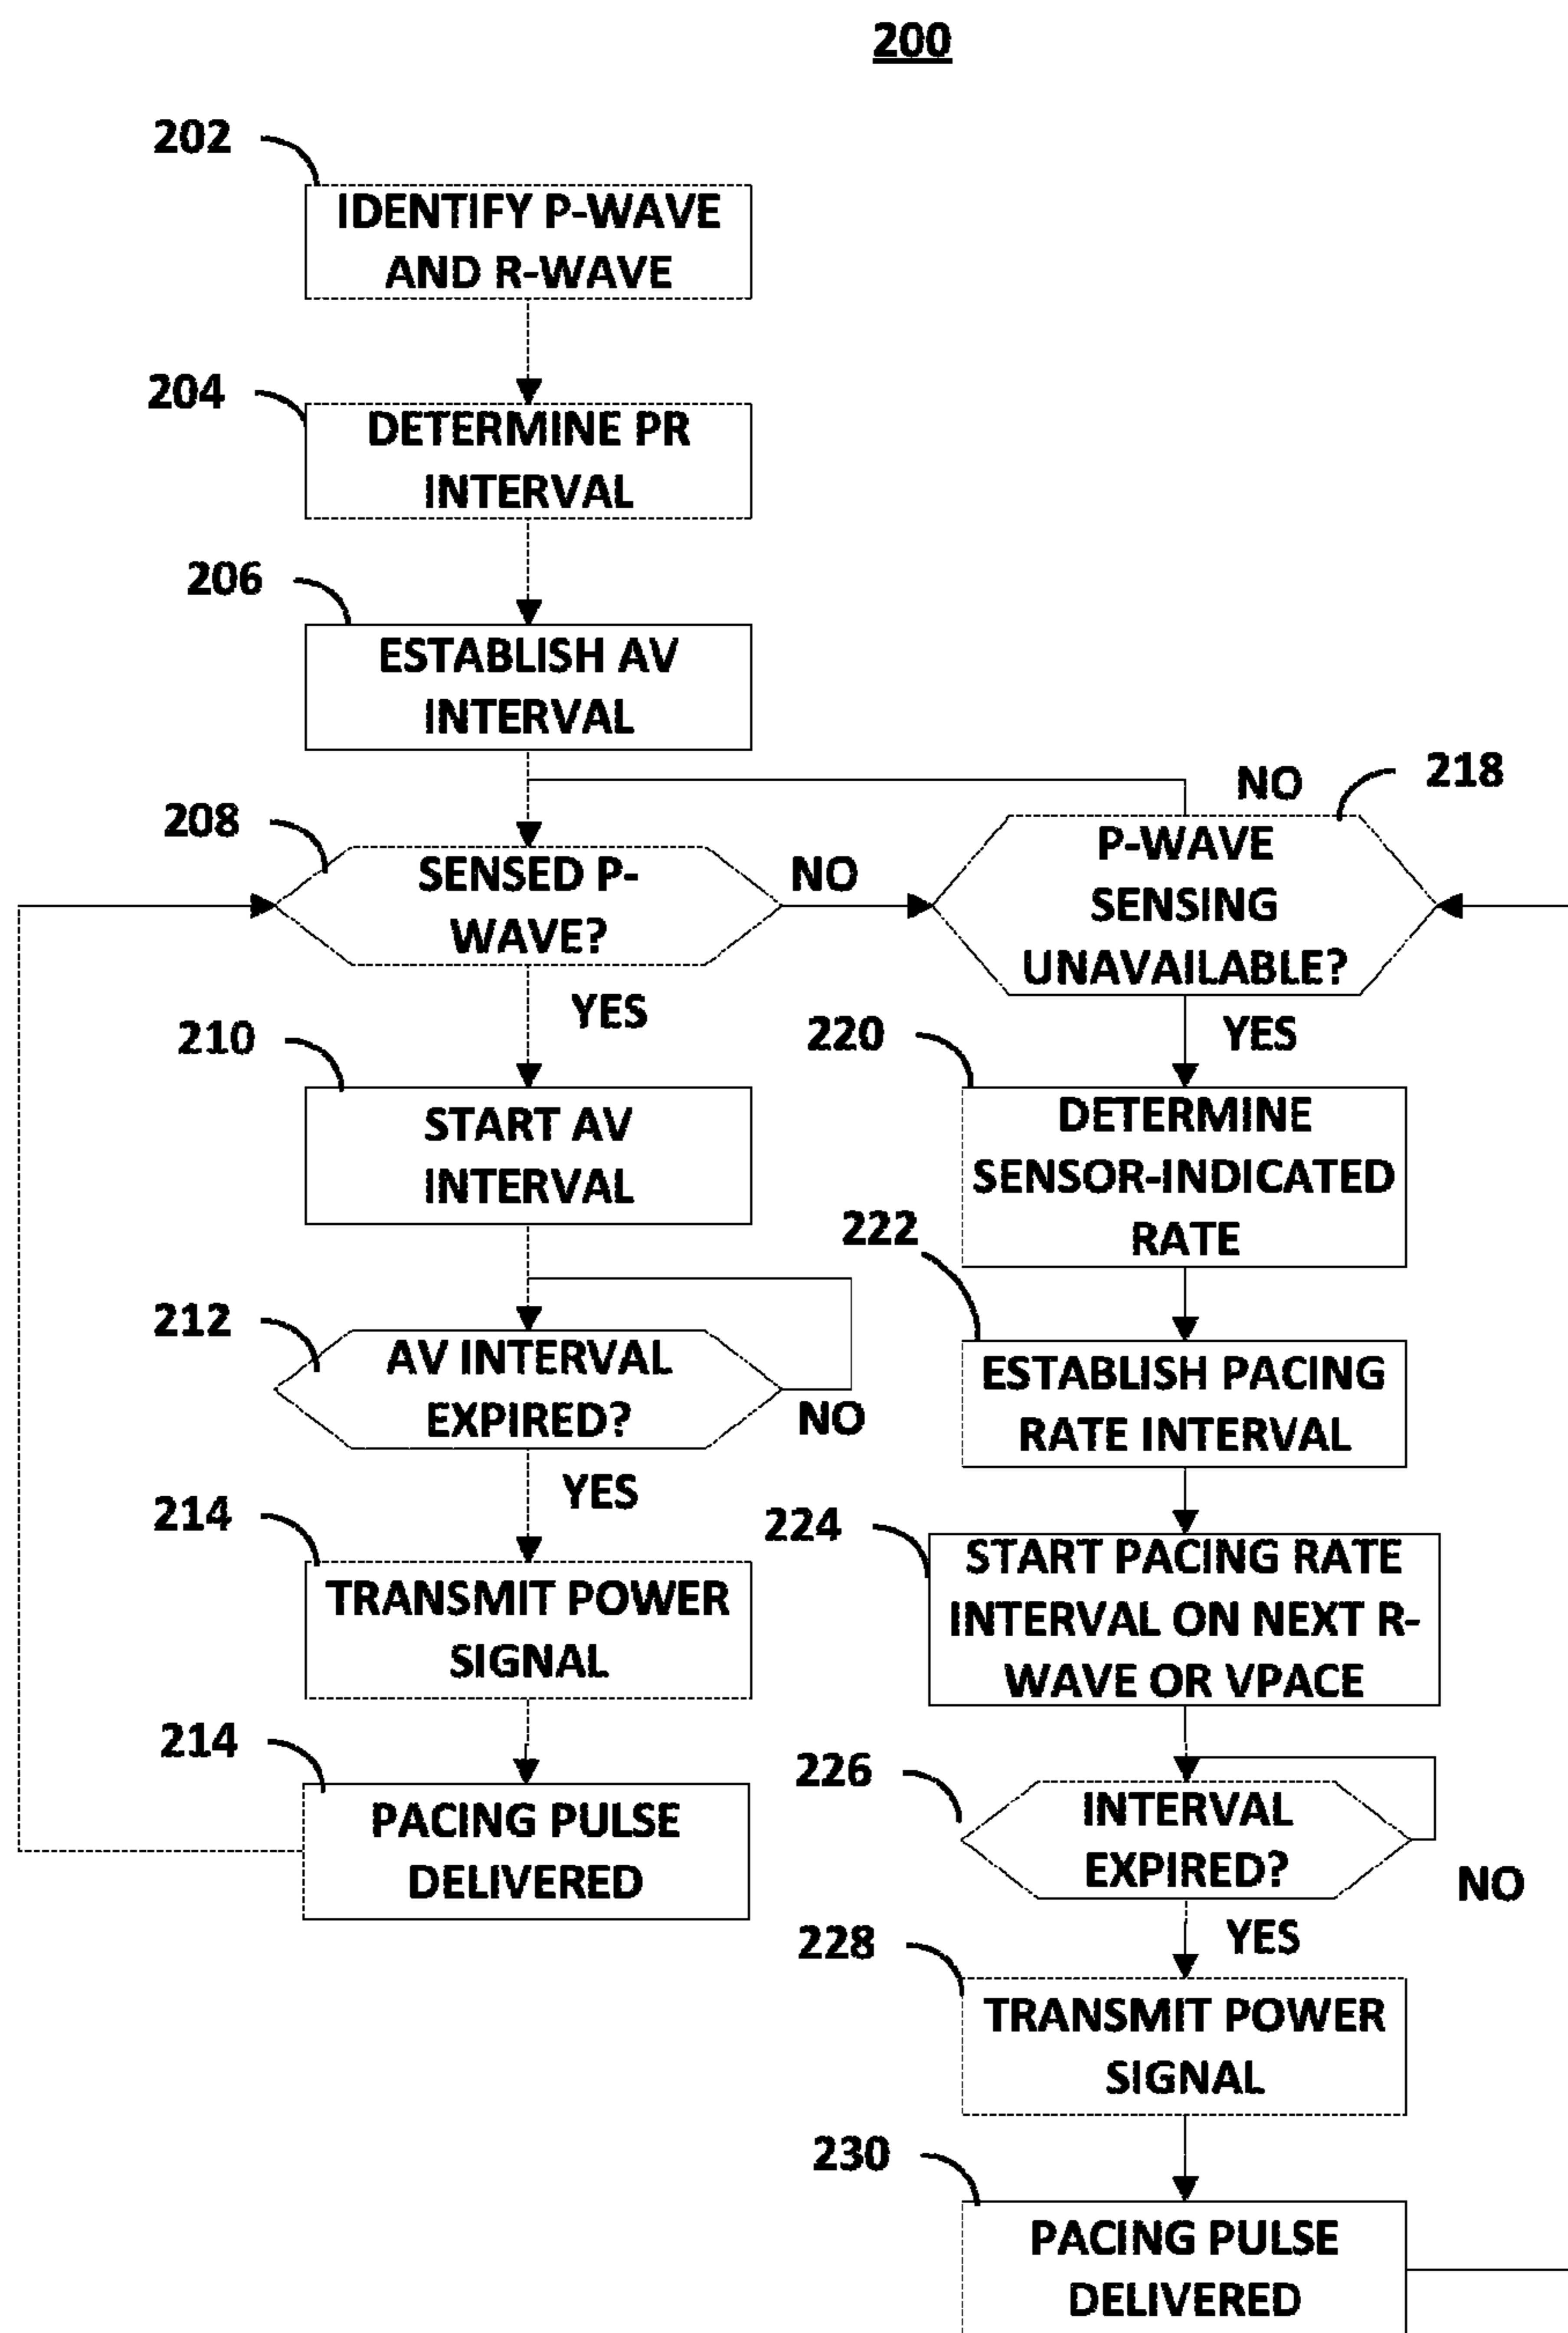 200
202
IDENTIFY P-WAVE
AND R-WAVE
204
DETERMINE PR
INTERVAL
206
ESTABLISH AV
INTERVAL
208
SENSED P-
WAVE?
NO
YES
218
NO
P-WAVE
SENSING
UNAVAILABLE?
YES
210
START AV
INTERVAL
212
AV INTERVAL
EXPIRED?
NO
YES
214
TRANSMIT POWER
SIGNAL
214
PACING PULSE
DELIVERED
220
DETERMINE
SENSOR-INDICATED
RATE
222
ESTABLISH PACING
RATE INTERVAL
224
START PACING RATE
INTERVAL ON NEXT R-
WAVE OR VPACE
226
INTERVAL
EXPIRED?
NO
YES
228
TRANSMIT POWER
SIGNAL
230
PACING PULSE
DELIVERED